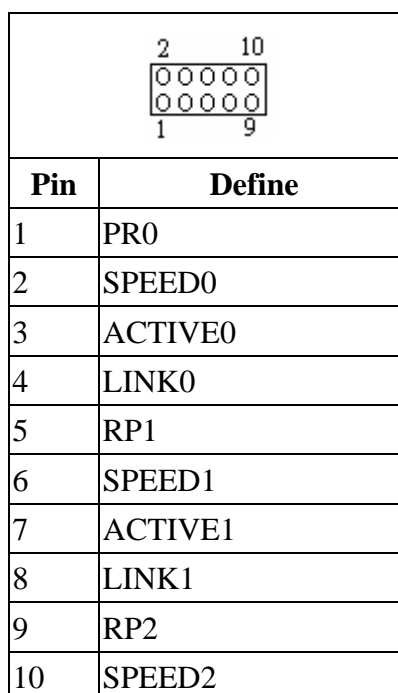 2 10
1 9
Pin Define
1 PR0
2 SPEED0
3 ACTIVE0
4 LINK0
5 RP1
6 SPEED1
7 ACTIVE1
8 LINK1
9 RP2
10 SPEED2